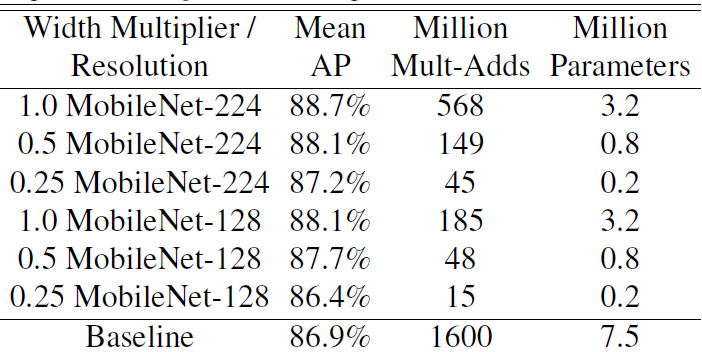 Width Multiplier / Mean Million Million
Resolution AP Mult-Adds Parameters
1.0 MobileNet-224 88.7% 568 3.2
0.5 MobileNet-224 88.1% 149 0.8
0.25 MobileNet-224 87.2% 45 0.2
1.0 MobileNet-128 88.1% 185 3.2
0.5 MobileNet-128 87.7% 48 0.8
0.25 MobileNet-128 86.4% 15 0.2
Baseline 86.9% 1600 7.5